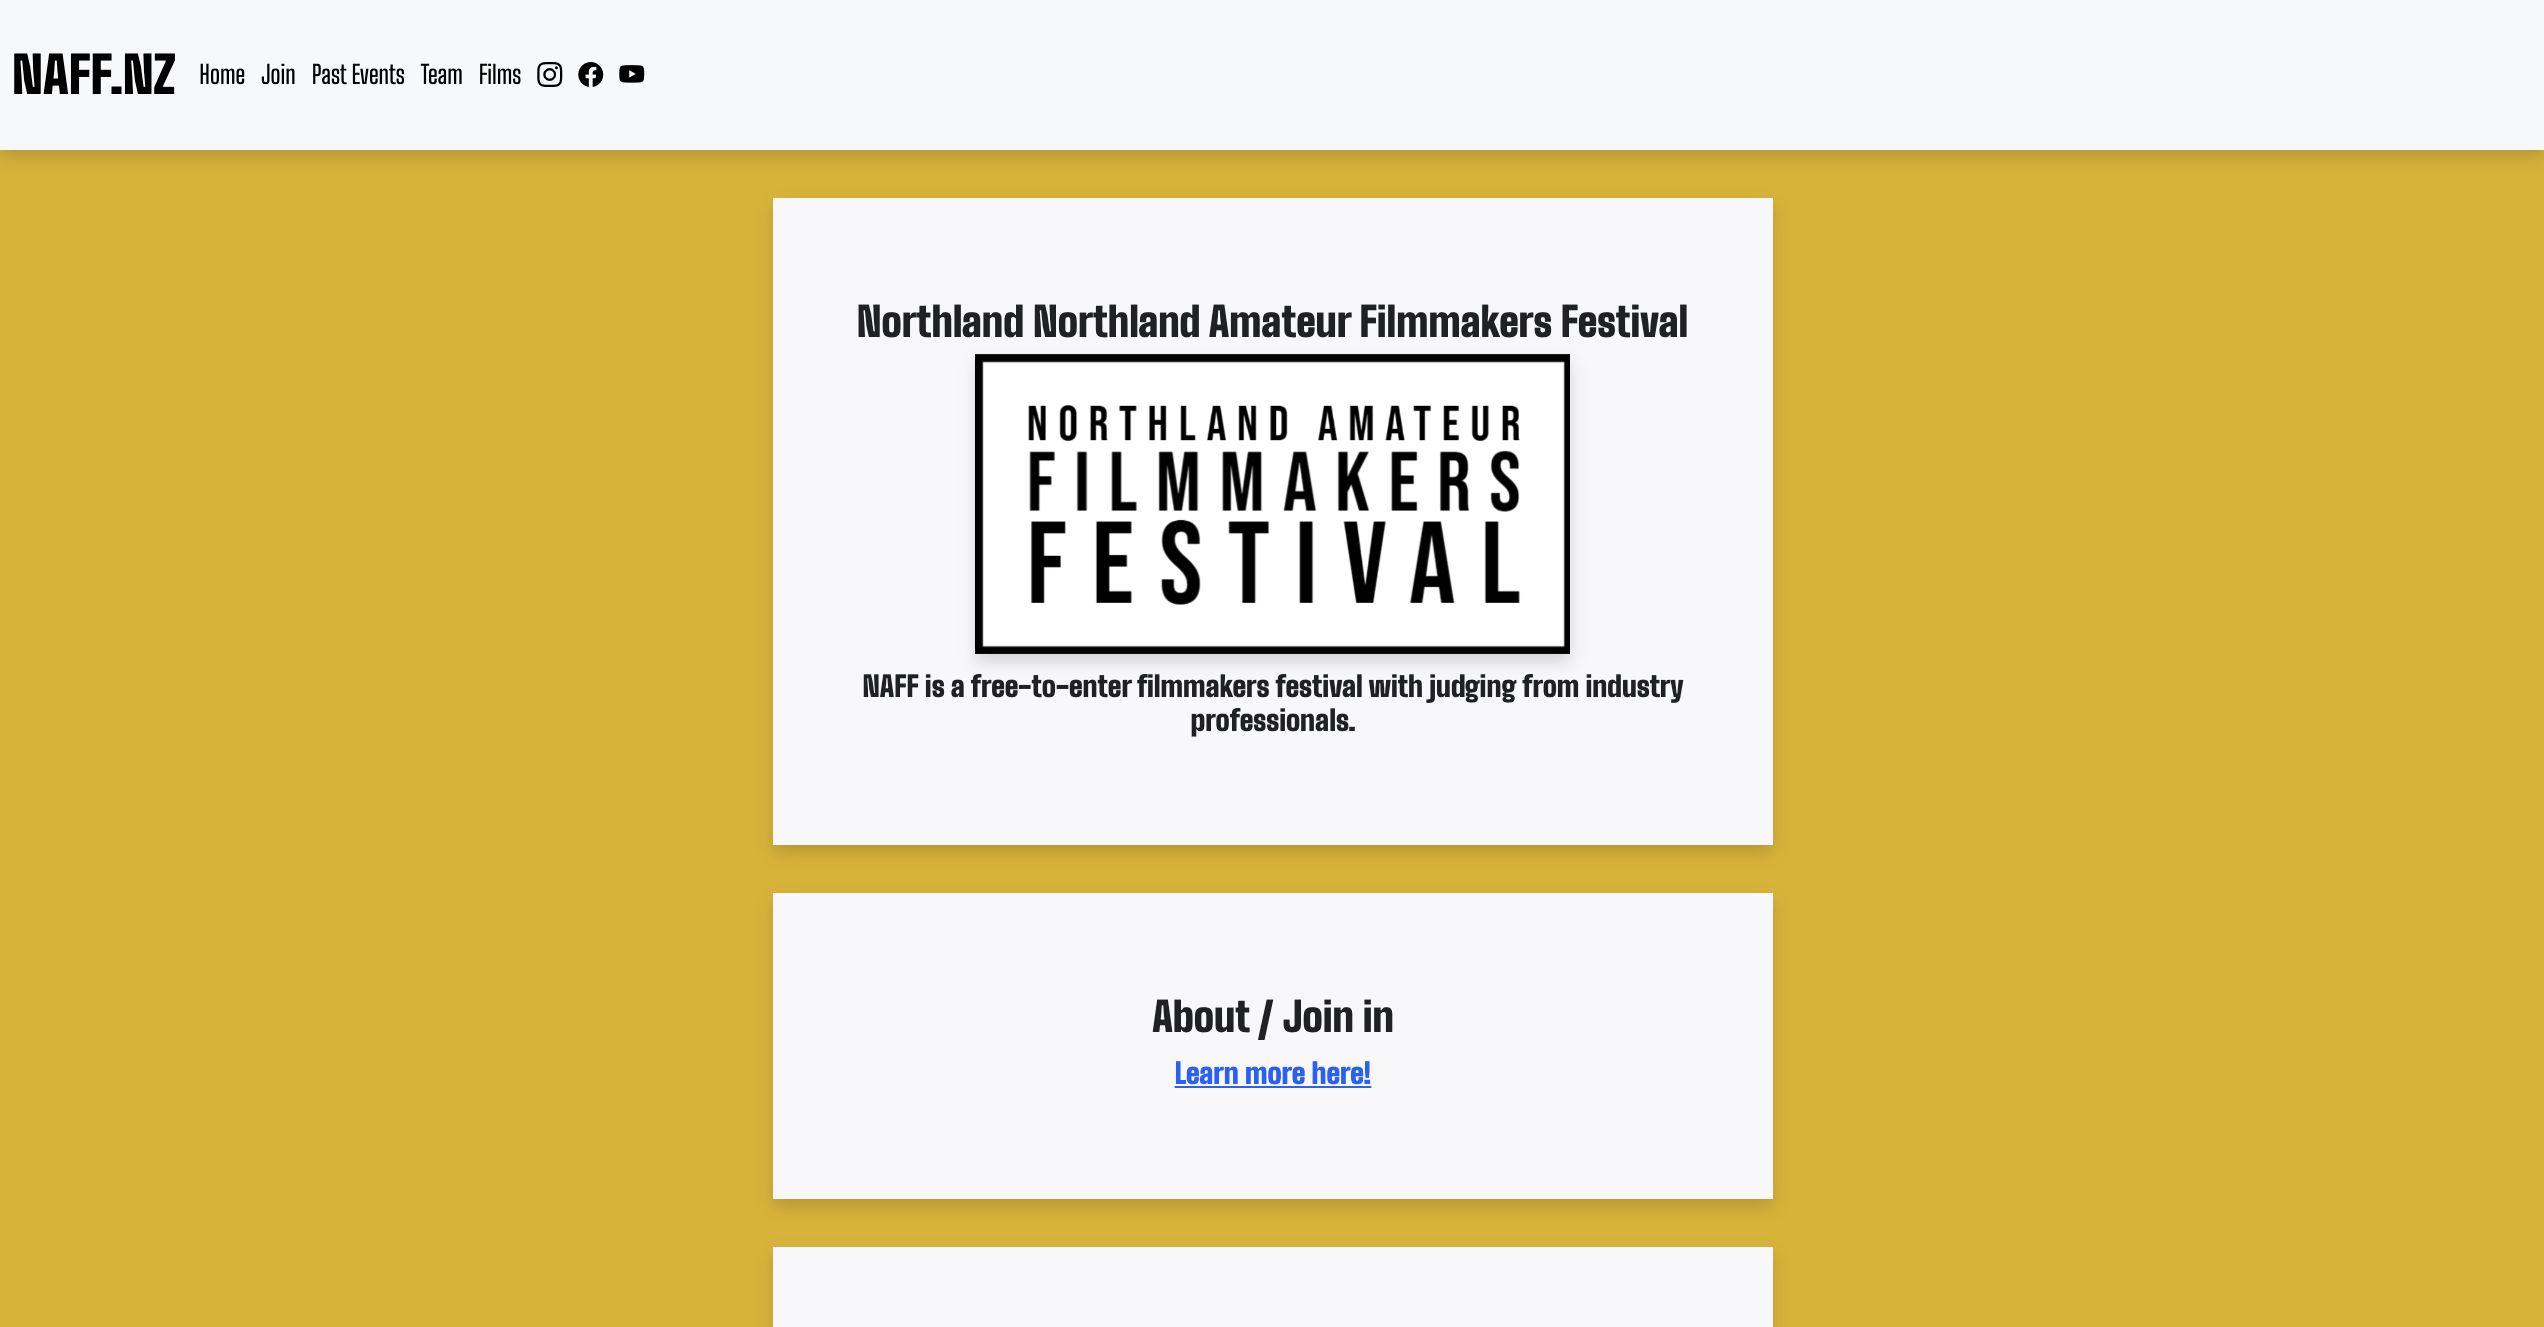 NAFF.NZ Home Join Past Events Team Films
Northland Northland Amateur Filmmakers Festival
NORTHLAND AMATEUR
FILMMAKERS
FESTIVAL
NAFF is a free-to-enter filmmakers festival with judging from industry
professionals.
About / Join in
Learn more here!